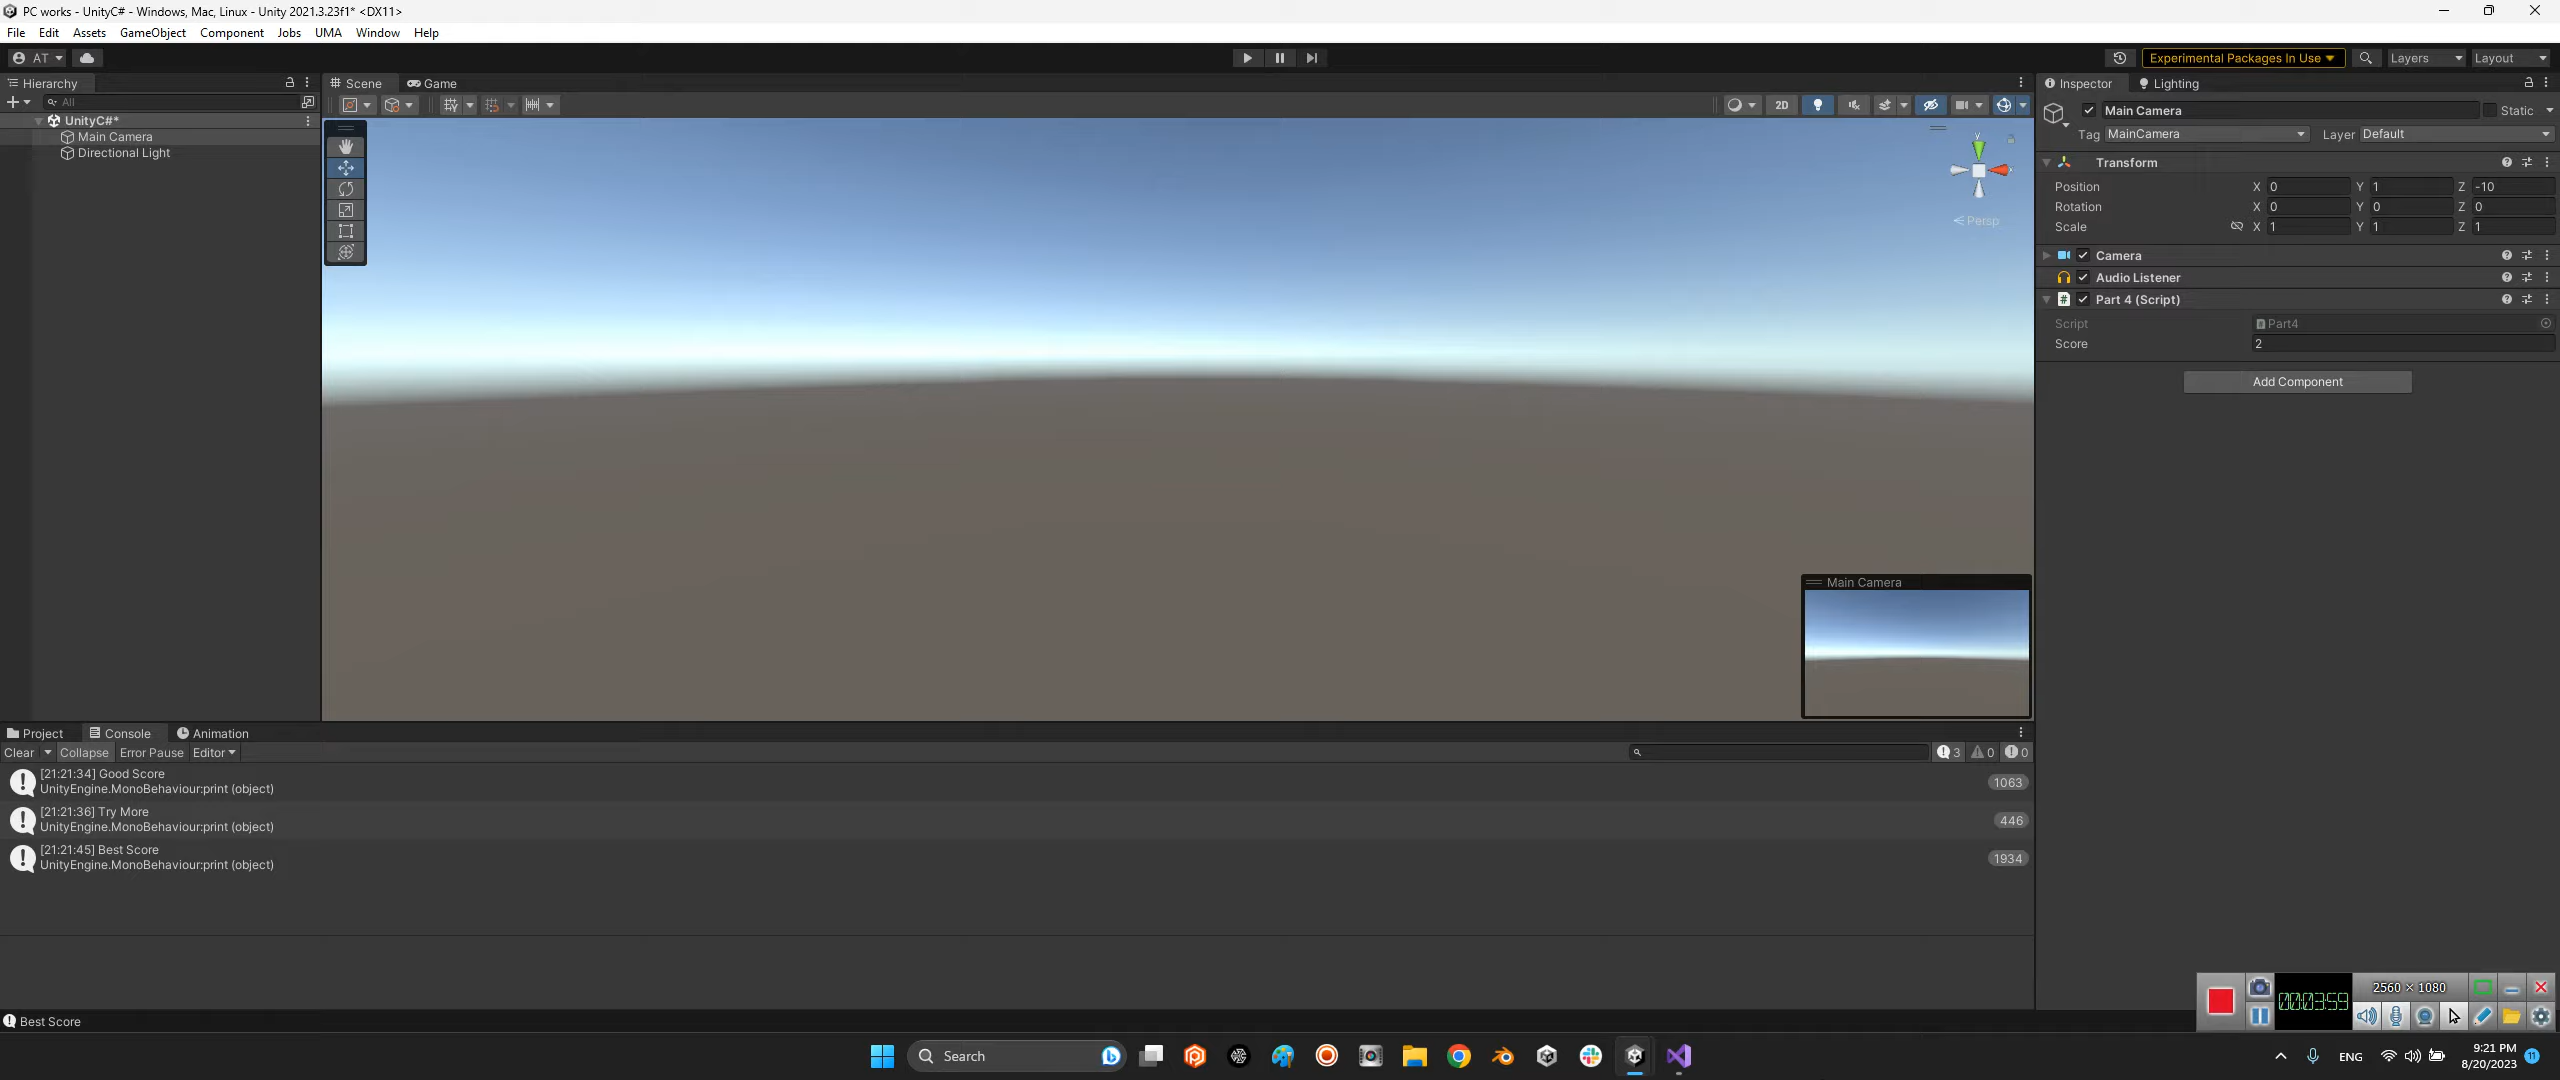 PC works - UnityC# - Windows, Mac, Linux - Unity 2021.3.23f1* <DX11>
File Edit Assets GameObject Component Jobs UMA Window Help
AT Experimental Packages In Use Layers Layout
Hierarchy Scene Game Inspector Lighting
All 2D
UnityC#*
Main Camera
Directional Light
y
x
Persp
Main Camera Static
Tag MainCamera Layer Default
Transform
Position X 0 Y 1 Z -10
Rotation X 0 Y 0 Z 0
Scale X 1 Y 1 Z 1
Camera
Audio Listener
# Part 4 (Script)
Script Part4
Score 2
Add Component
Main Camera
Project Console Animation
Clear Collapse Error Pause Editor 3 0 0
[21:21:34] Good Score
UnityEngine.MonoBehaviour:print (object) 1063
[21:21:36] Try More
UnityEngine.MonoBehaviour:print (object) 446
[21:21:45] Best Score
UnityEngine.MonoBehaviour:print (object) 1934
Best Score
2560 × 1080
00:03:59
Search ENG 9:21 PM
8/20/2023 11